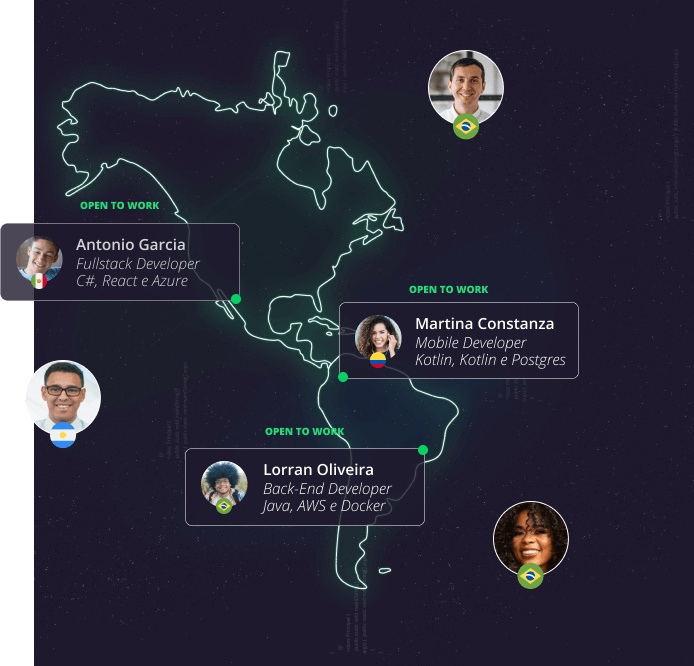 OPEN TO WORK
Antonio Garcia
Fullstack Developer
C#, React e Azure
OPEN TO WORK
Martina Constanza
Mobile Developer
Kotlin, Kotlin e Postgres
OPEN TO WORK
Lorran Oliveira
Back-End Developer
Java, AWS e Docker